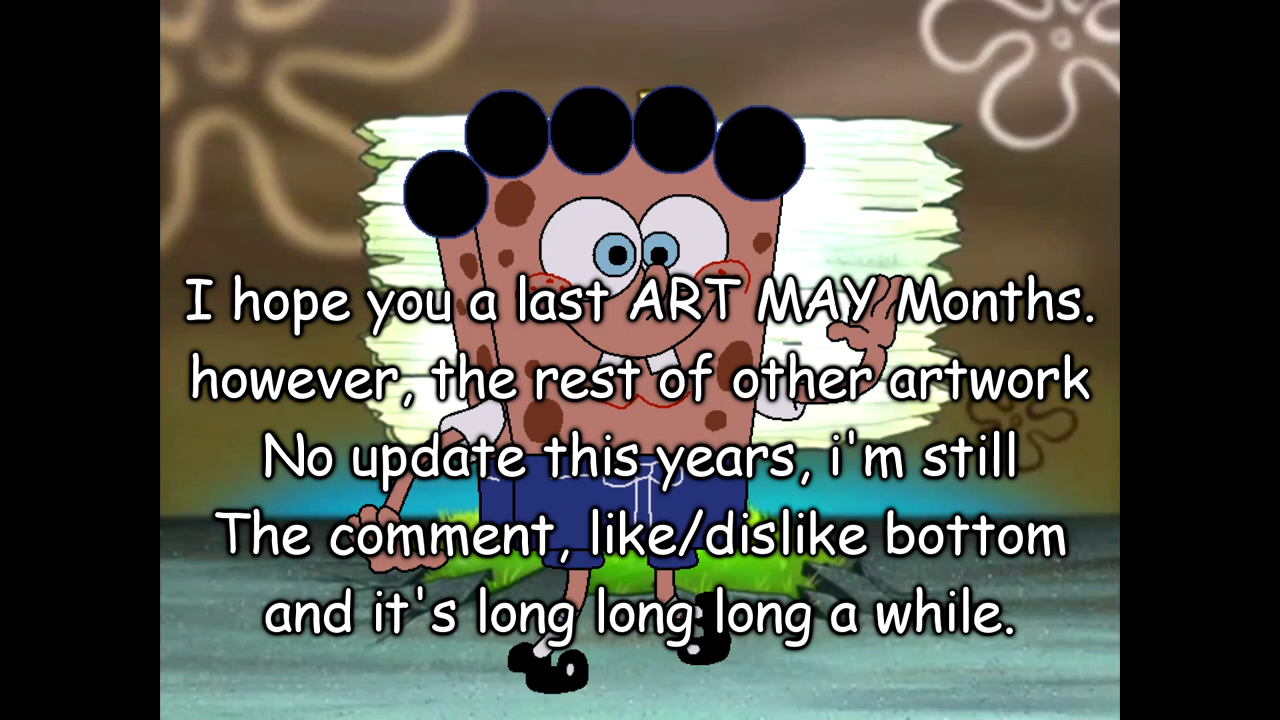 I hope you a last ART MAY Months.
however, the rest of other artwork
No update this years, i'm still
The comment, like/dislike bottom
and it's long long long a while.